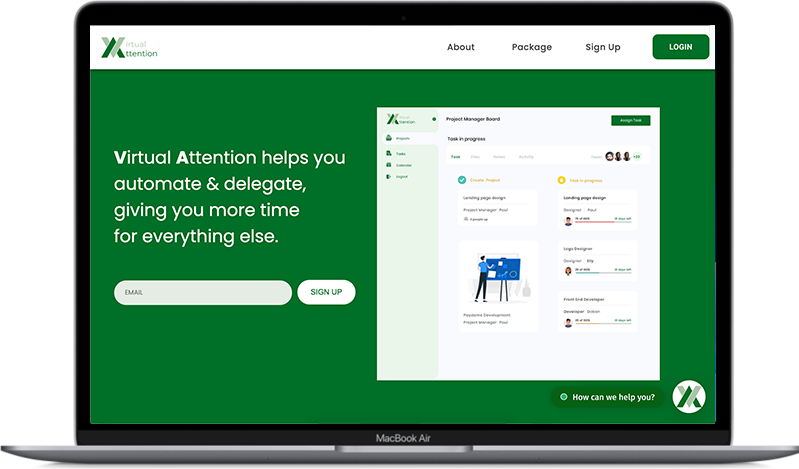 Virtual
Attention
About
Package
Sign Up
LOGIN
Virtual Attention helps you
automate & delegate,
giving you more time
for everything else.
EMAIL
SIGN UP
Project Manager Board
Assign Task
Projects
Tasks
Calendar
Logout
Task in progress
Task
Files
Notes
Activity
Team
Create Project
Landing page design
Project Manager Paul
Paydorms Development
Project Manager Paul
Task in progress
Landing page design
Designer Paul
Logo Designer
Designer Elly
Front End Developer
Developer
How can we help you?
MacBook Air